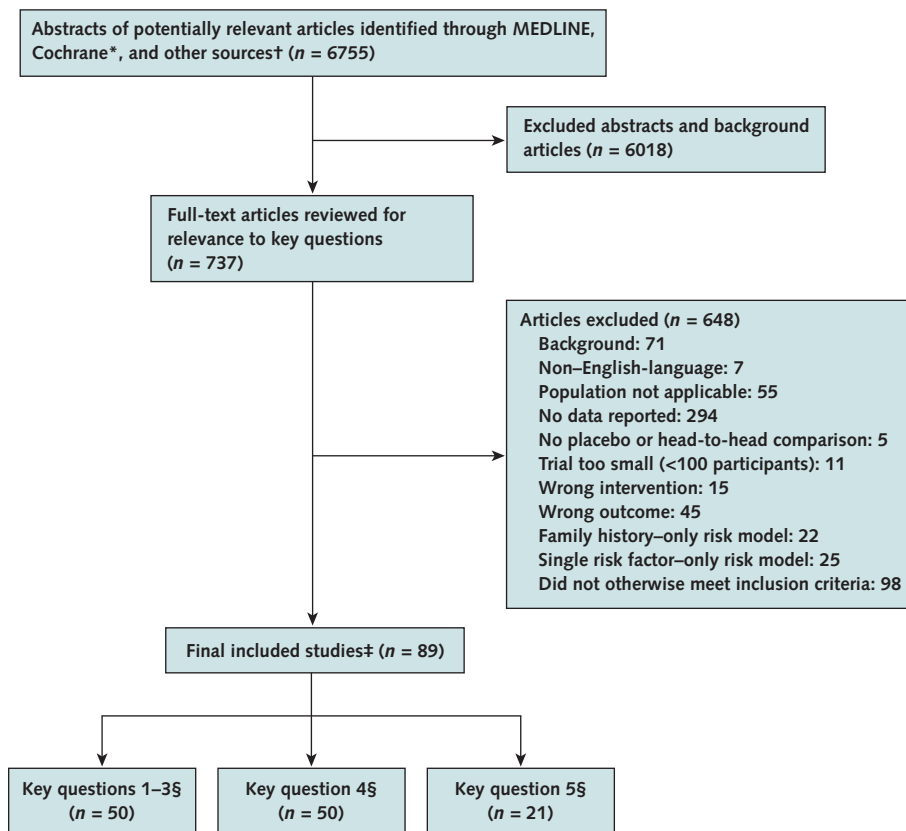 Abstracts of potentially relevant articles identified through MEDLINE,
Cochrane*, and other sources† (n = 6755)
Excluded abstracts and background
articles (n = 6018)
Full-text articles reviewed for
relevance to key questions
(n = 737)
Articles excluded (n = 648)
Background: 71
Non–English-language: 7
Population not applicable: 55
No data reported: 294
No placebo or head-to-head comparison: 5
Trial too small (<100 participants): 11
Wrong intervention: 15
Wrong outcome: 45
Family history–only risk model: 22
Single risk factor–only risk model: 25
Did not otherwise meet inclusion criteria: 98
Final included studies‡ (n = 89)
Key questions 1–3§
(n = 50)
Key question 4§
(n = 50)
Key question 5§
(n = 21)